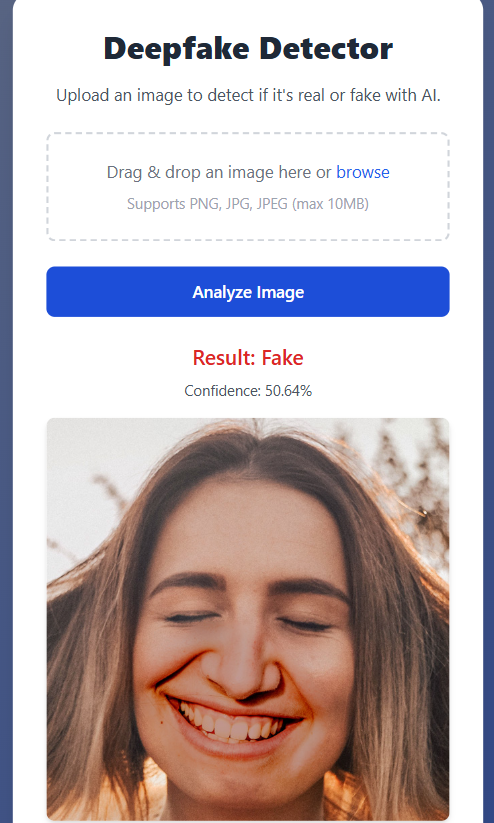 Deepfake Detector
Upload an image to detect if it's real or fake with AI.
Drag & drop an image here or browse
Supports PNG, JPG, JPEG (max 10MB)
Analyze Image
Result: Fake
Confidence: 50.64%